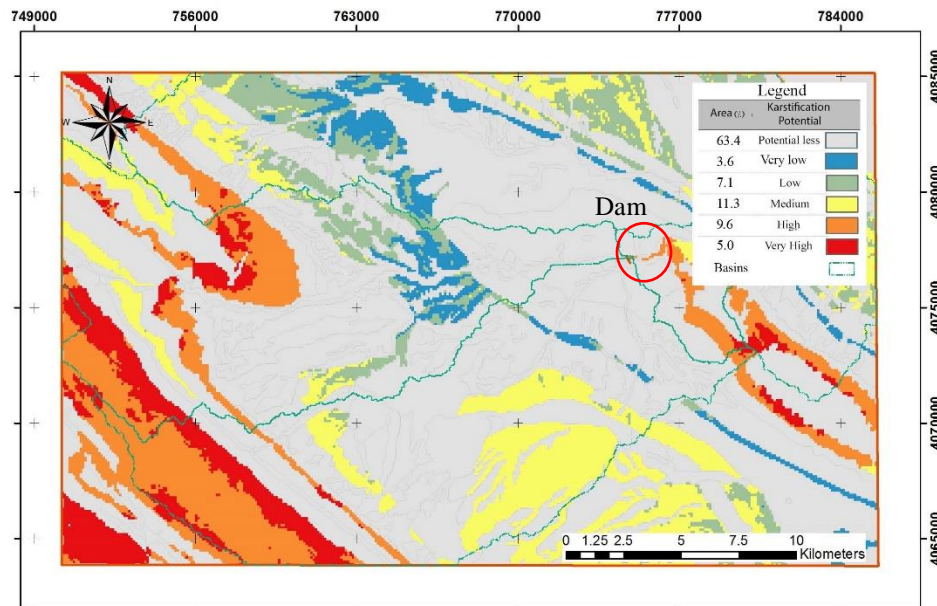 749000 756000 763000 770000 777000 784000
4085000
4080000
4075000
4070000
4065000
N
W E
S
Dam
Legend
Area Karstification Potential
63.4 Potential less
3.6 Very low
7.1 Low
11.3 Medium
9.6 High
5.0 Very High
Basins
0 1.25 2.5 5 7.5 10
Kilometers